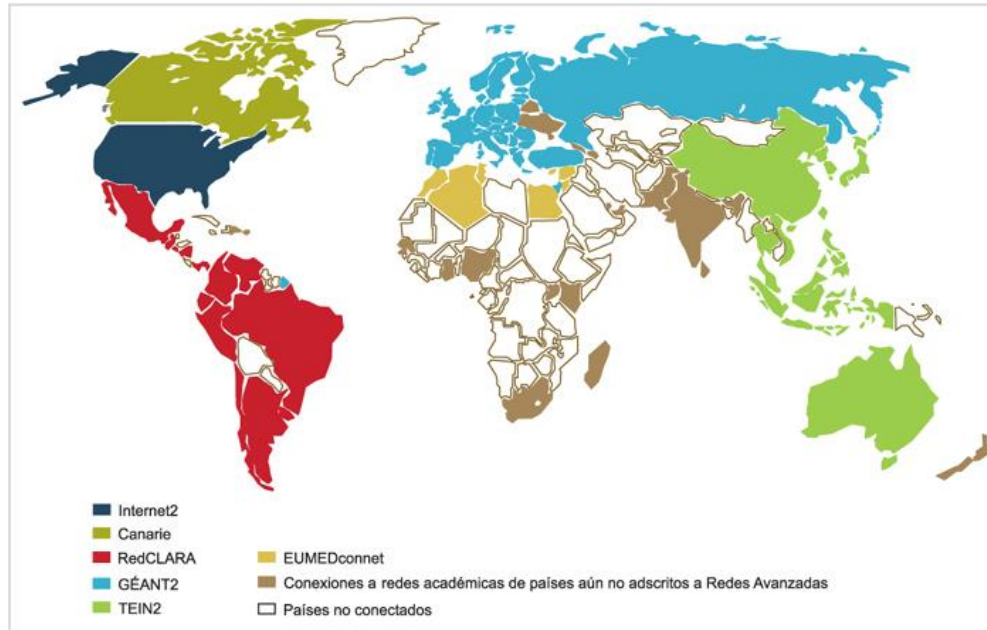 Internet2
Canarie
RedCLARA
GÉANT2
TEIN2
EUMEDconnet
Conexiones a redes académicas de países aún no adscritos a Redes Avanzadas
Países no conectados